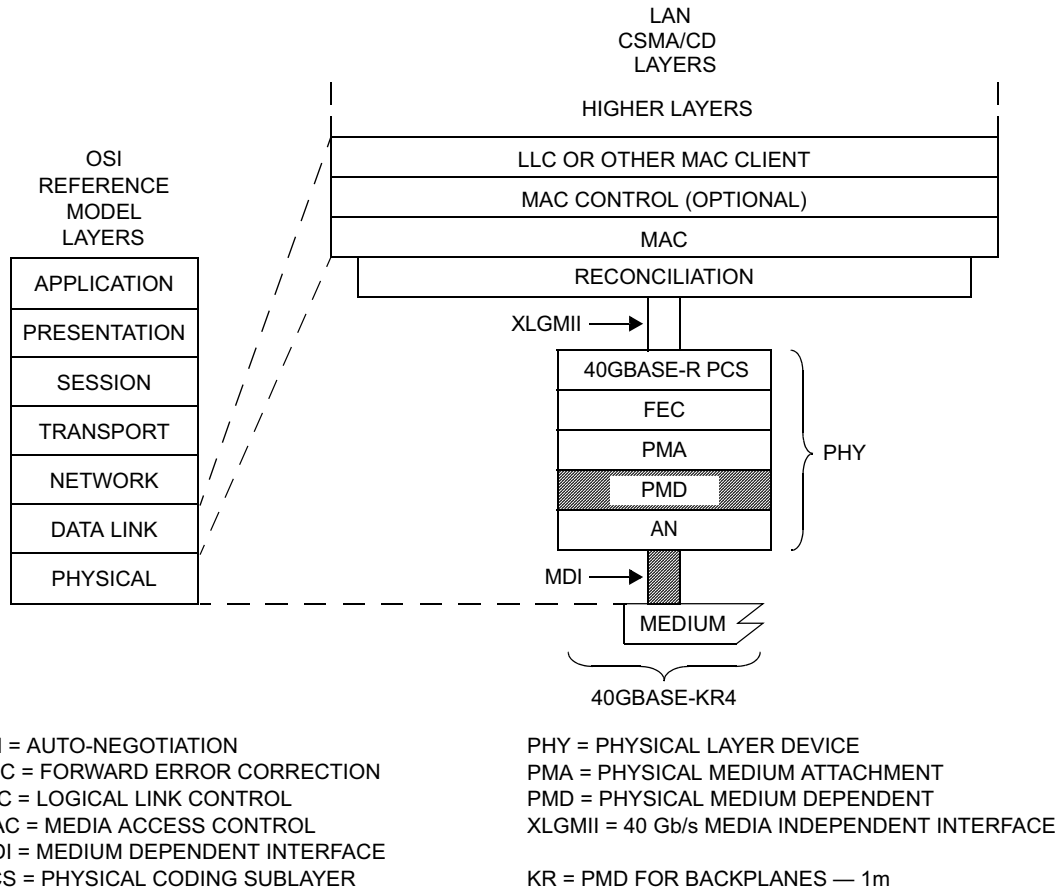 LAN
CSMA/CD
LAYERS
HIGHER LAYERS
LLC OR OTHER MAC CLIENT
MAC CONTROL (OPTIONAL)
MAC
RECONCILIATION
OSI
REFERENCE
MODEL
LAYERS
APPLICATION
PRESENTATION
SESSION
TRANSPORT
NETWORK
DATA LINK
PHYSICAL
XLGMII
40GBASE-R PCS
FEC
PMA
PMD
AN
PHY
MDI
MEDIUM
40GBASE-KR4
= AUTO-NEGOTIATION
C = FORWARD ERROR CORRECTION
C = LOGICAL LINK CONTROL
AC = MEDIA ACCESS CONTROL
DI = MEDIUM DEPENDENT INTERFACE
CS = PHYSICAL CODING SUBLAYER
PHY = PHYSICAL LAYER DEVICE
PMA = PHYSICAL MEDIUM ATTACHMENT
PMD = PHYSICAL MEDIUM DEPENDENT
XLGMII = 40 Gb/s MEDIA INDEPENDENT INTERFACE
KR = PMD FOR BACKPLANES — 1m